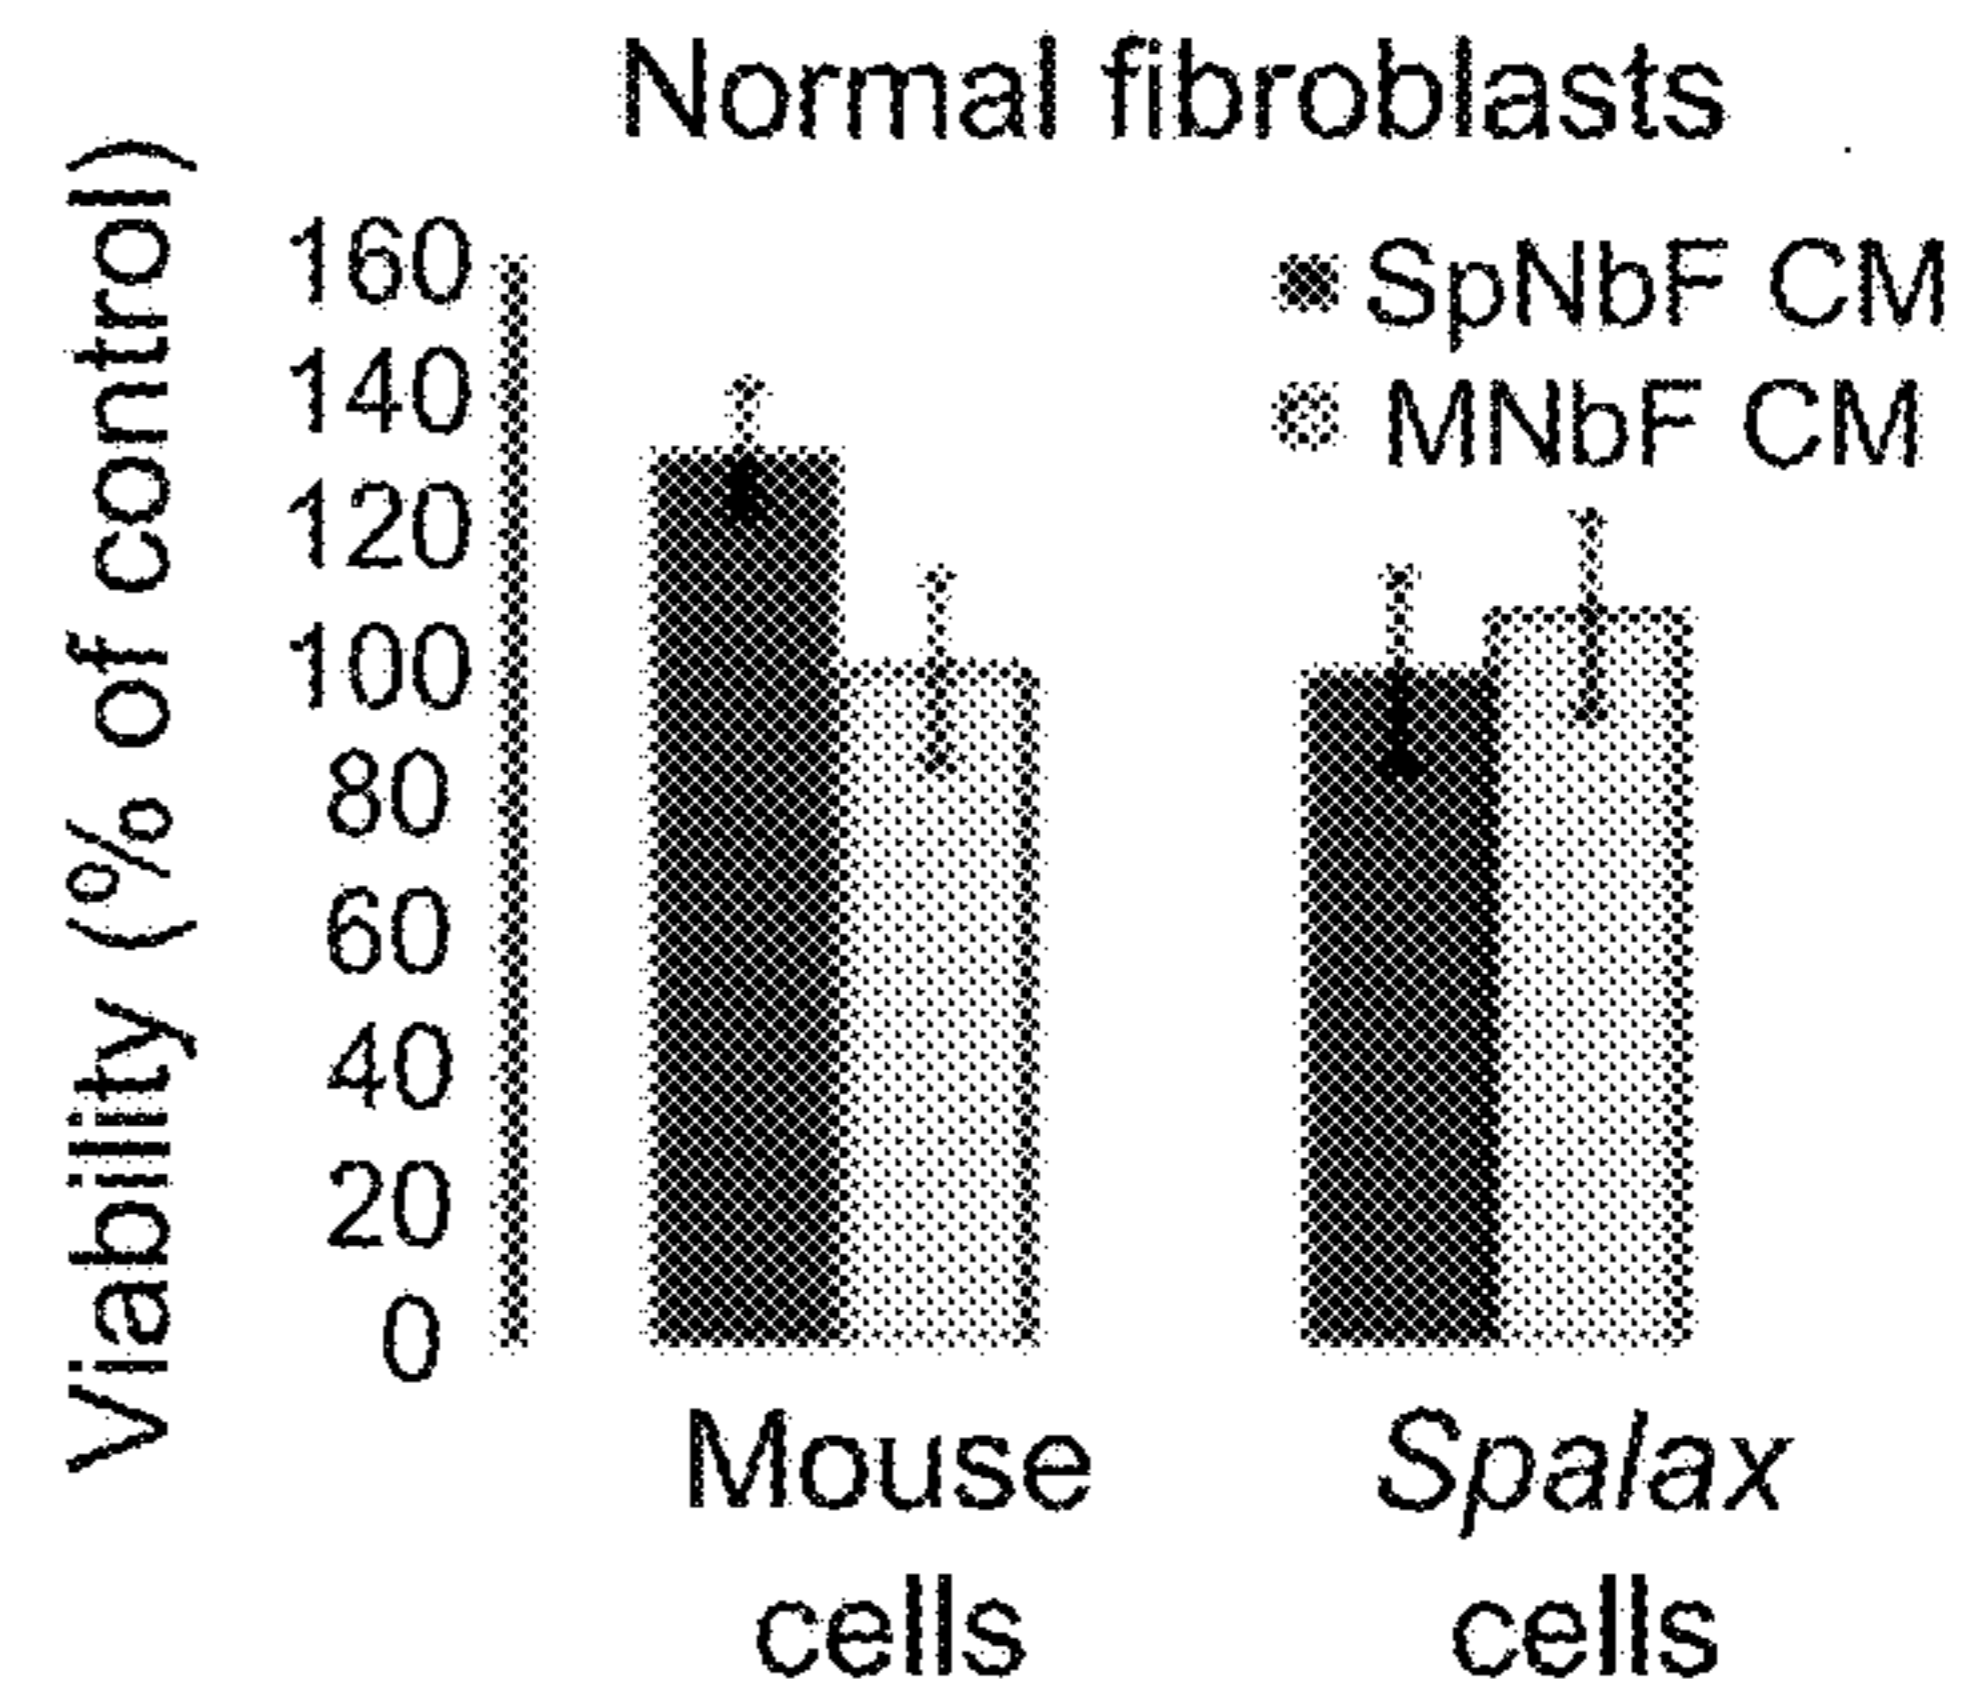 Normal fibroblasts
Viability (% of control)
160
140
120
100
80
60
40
20
0
SpNbF CM
MNbF CM
Mouse
cells
Spalax
cells